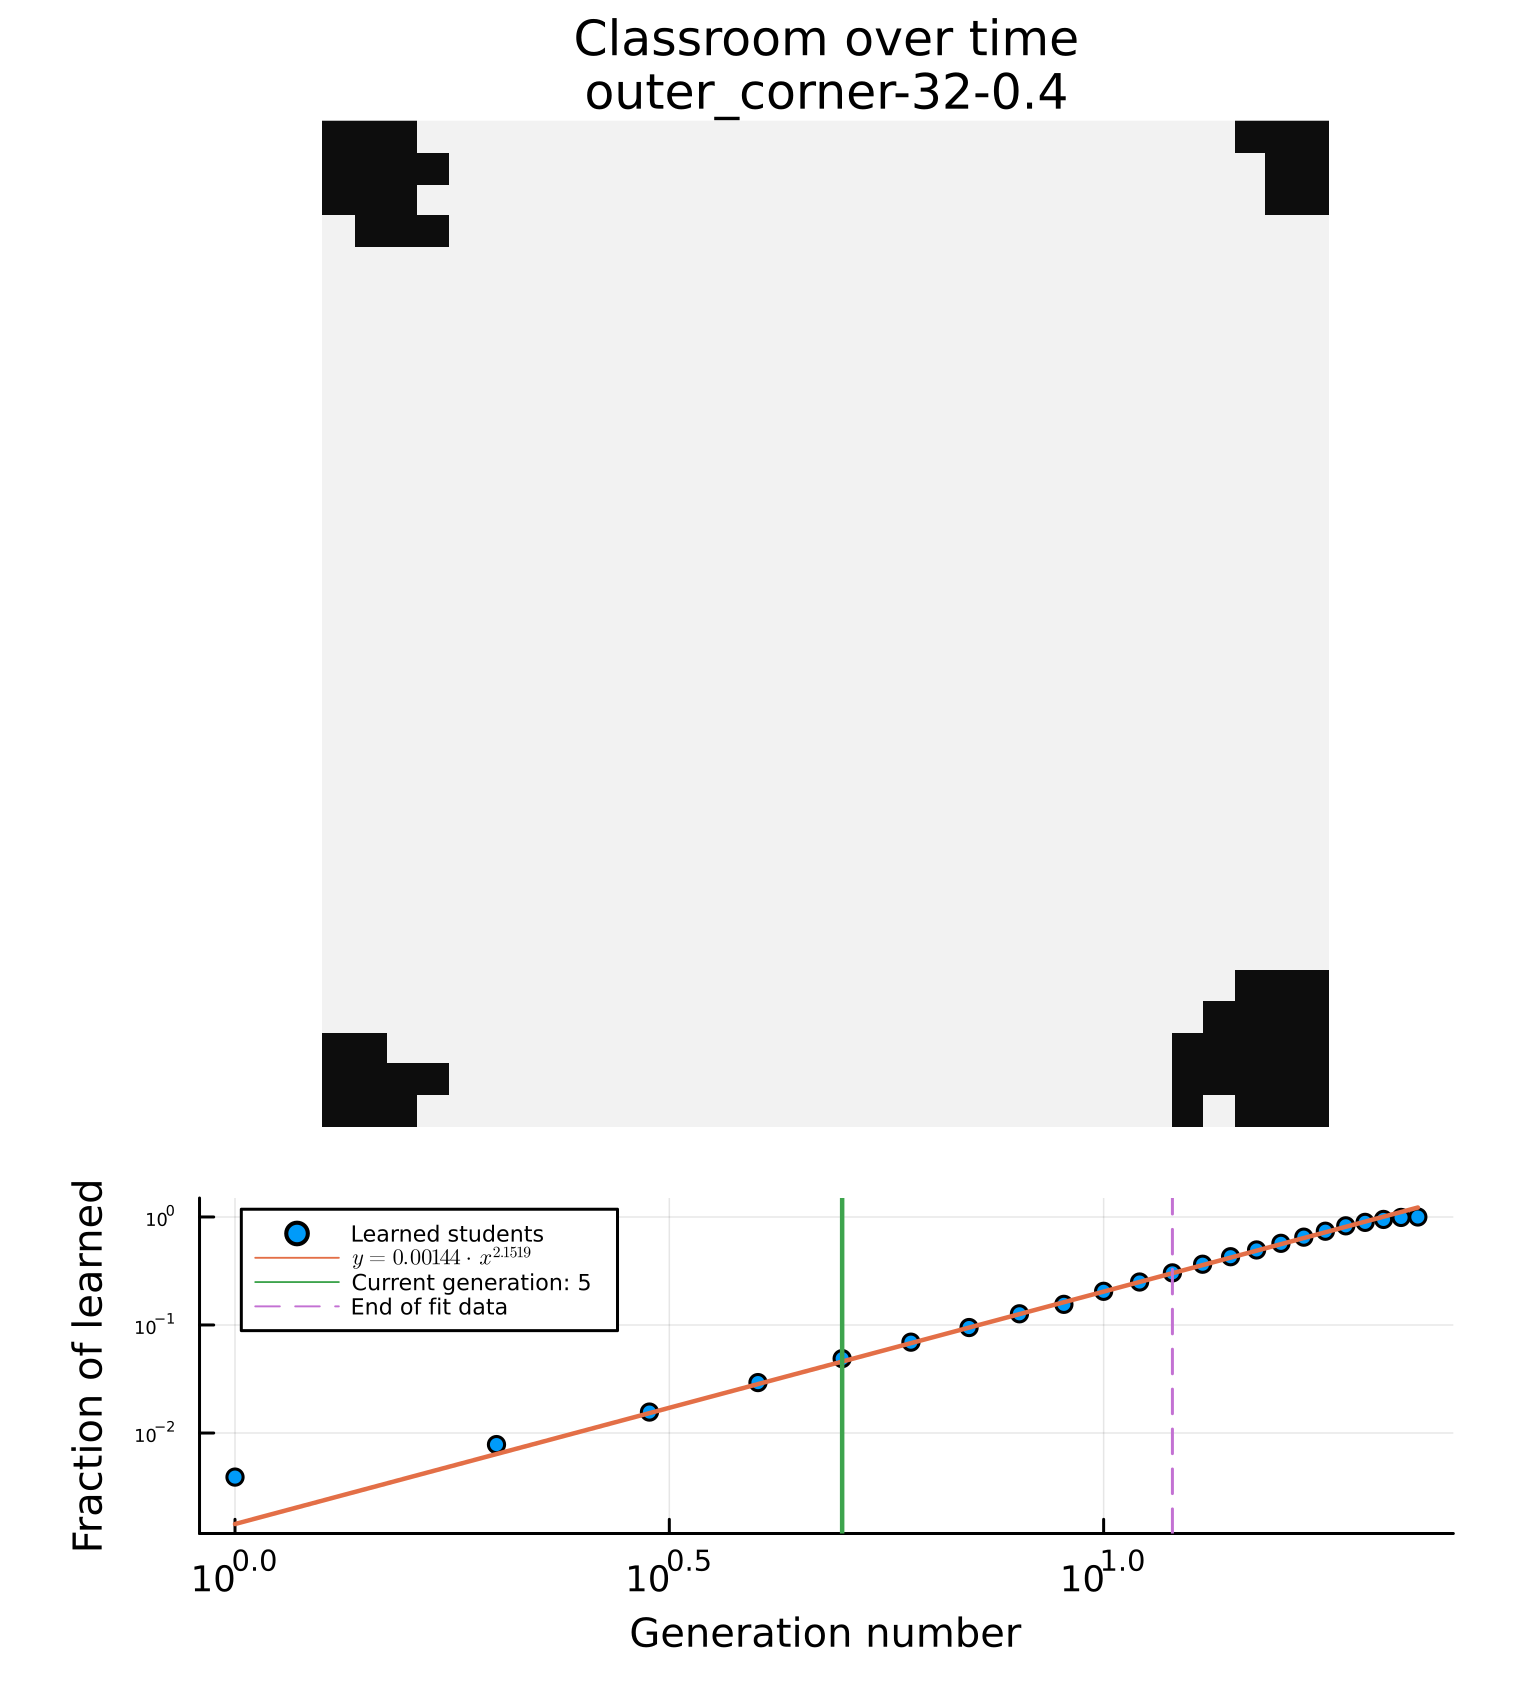 Classroom over time
outer_corner-32-0.4
Fraction of learned
10^0
10^-1
10^-2
Learned students
y = 0.00144 · x^2.1519
Current generation: 5
End of fit data
10^0.0
10^0.5
10^1.0
Generation number